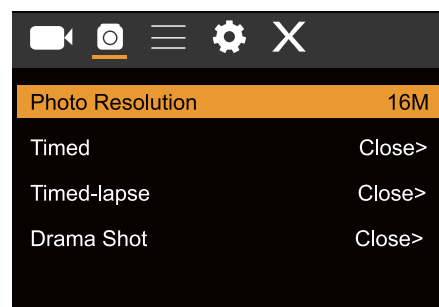 Photo Resolution 16M
Timed Close>
Timed-lapse Close>
Drama Shot Close>